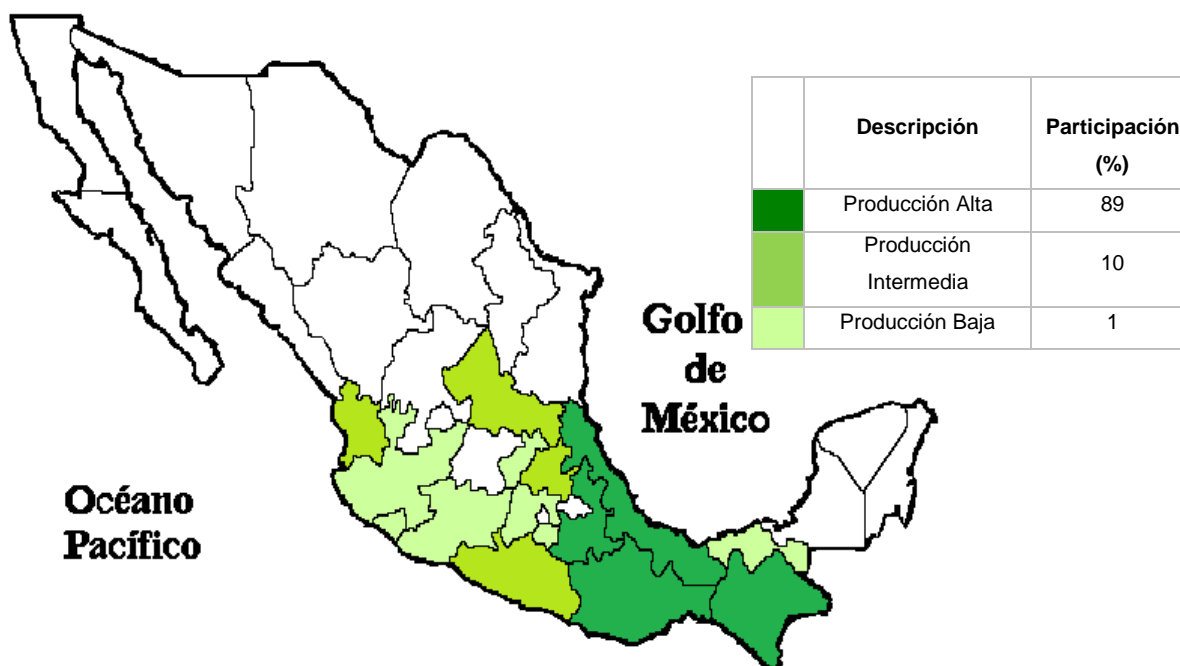 Descripción
Participación
(%)
Producción Alta
89
Producción
Intermedia
10
Producción Baja
1
Golfo
de
México
Océano
Pacífico